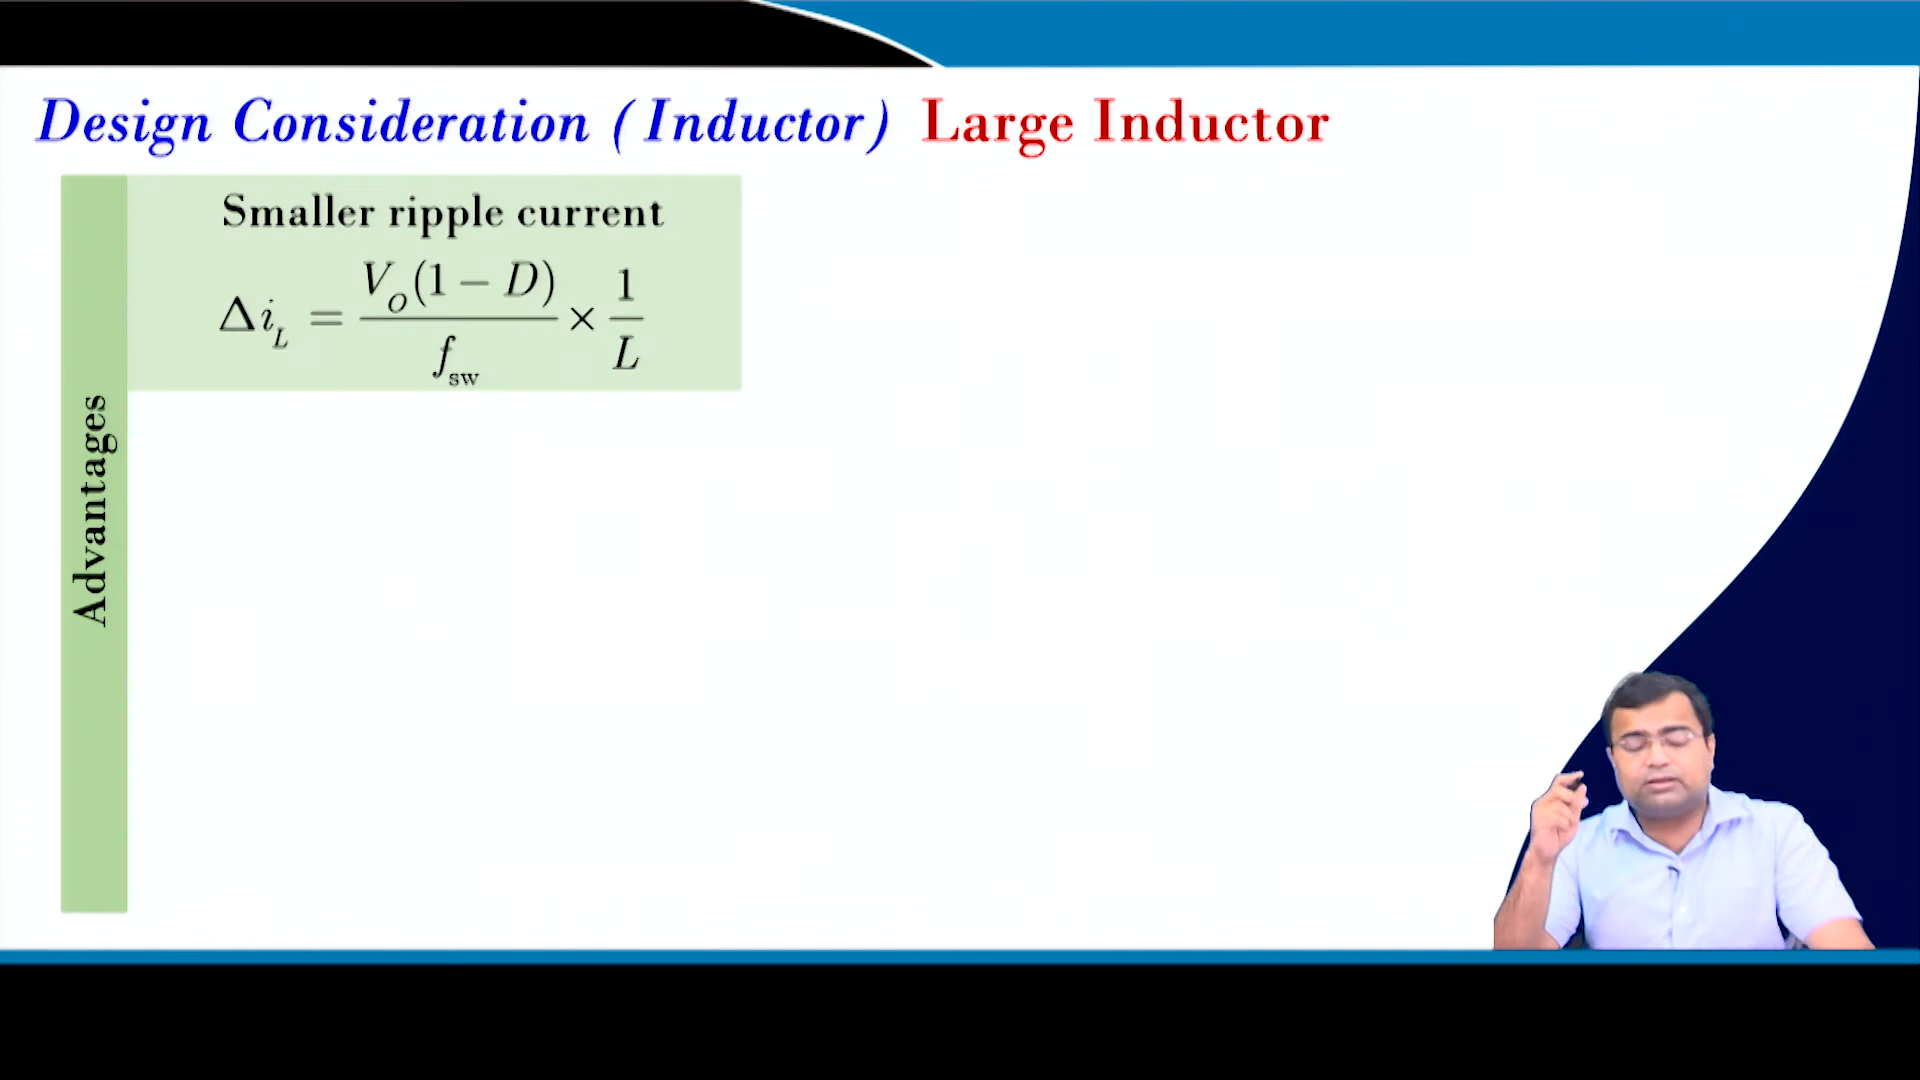 Design Consideration (Inductor) Large Inductor
Smaller ripple current
Δi_L = V_O(1 − D) / f_sw × 1 / L
Advantages